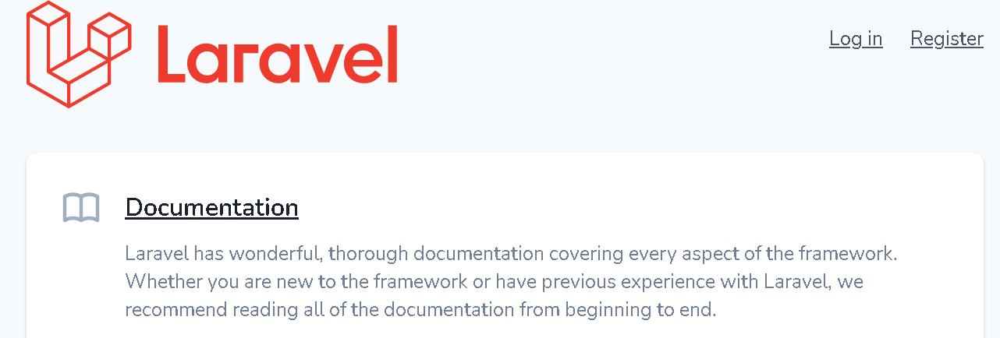 Laravel
Log in
Register
Documentation
Laravel has wonderful, thorough documentation covering every aspect of the framework.
Whether you are new to the framework or have previous experience with Laravel, we
recommend reading all of the documentation from beginning to end.